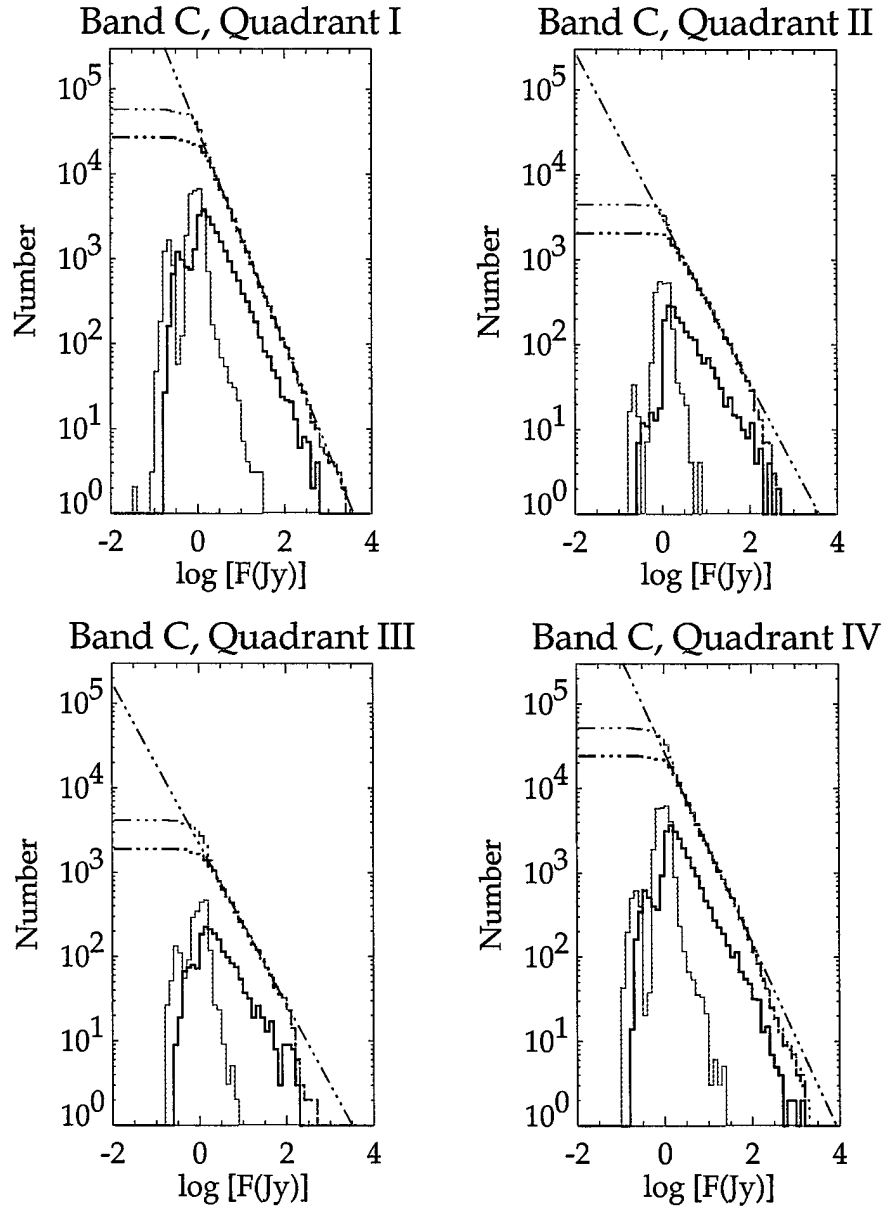 Band C, Quadrant I
Number
10^5
10^4
10^3
10^2
10^1
10^0
-2 0 2 4
log [F(Jy)]
Band C, Quadrant II
Number
10^5
10^4
10^3
10^2
10^1
10^0
-2 0 2 4
log [F(Jy)]
Band C, Quadrant III
Number
10^5
10^4
10^3
10^2
10^1
10^0
-2 0 2 4
log [F(Jy)]
Band C, Quadrant IV
Number
10^5
10^4
10^3
10^2
10^1
10^0
-2 0 2 4
log [F(Jy)]